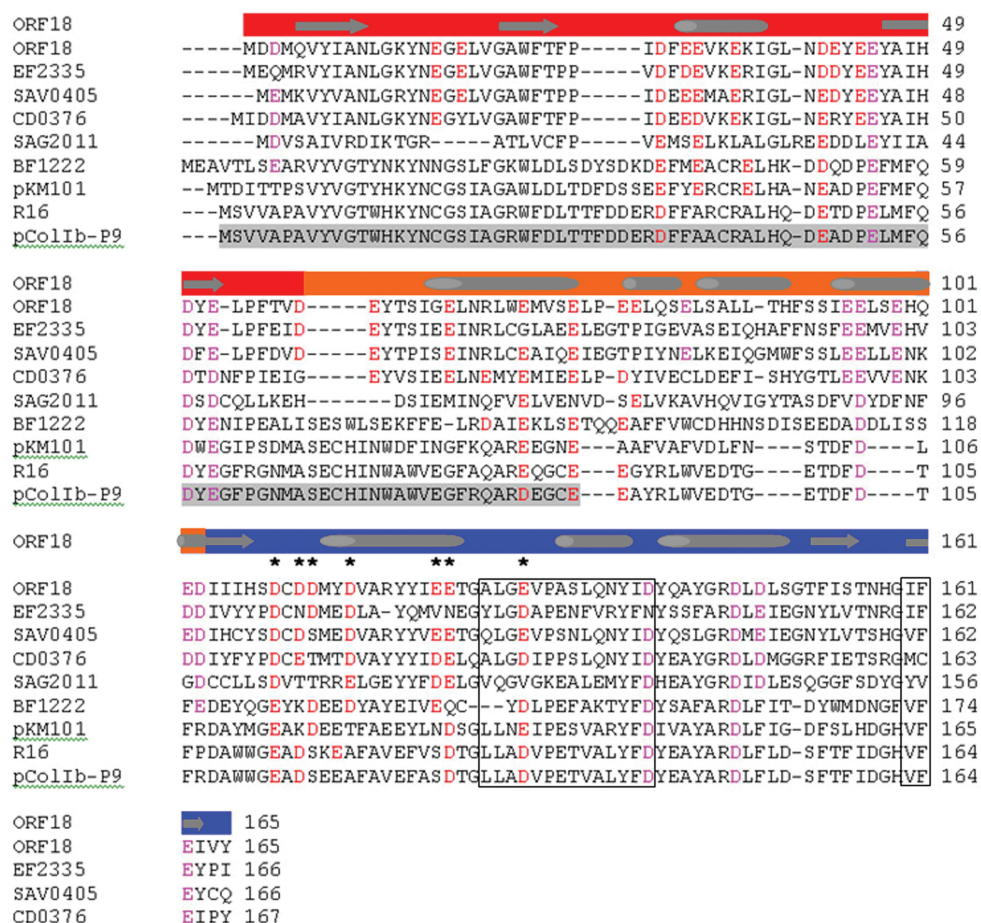 ORF18 49
ORF18 -----MDDMQVYIANLGKYNEGELVGAWFTFP-----IDFEEVKEKIGL-NDEYEEYAIH 49
EF2335 -----MEQMRVYIANLGKYNEGELVGAWFTPP-----VDFDEVKERIGL-NDDYEEYAIH 49
SAV0405 ------MEMKVYVANLGRYNEGELVGAWFTPP-----IDEEEMAERIGL-NEDYEEYAIH 48
CD0376 ----MIDDMAVYIANLGKYNEGYLVGAWFTPP-----IDEEDVKEKIGL-NERYEEYAIH 50
SAG2011 -------MDVSAIVRDIKTGR-----ATLVCFP-----VEMSELKLALGLREEDDLEYIIA 44
BF1222 MEAVTLSEARVYVGTYNKYNNGSLFGKWLDLSDYSDKDEFMEACRELHK-DDQDPEFMFQ 59
pKM101 --MTDITTPSVYVGTYHKYNCGSIAGAWLDLTDFDSSEEFYERCRELHA-NEADPEFMFQ 57
R16 ---MSVVAPAVYVGTWHKYNCGSIAGRWFDLTTFDDERDFFARCRALHQ-DETDPELMFQ 56
pColIb-P9 ---MSVVAPAVYVGTWHKYNCGSIAGRWFDLTTFDDERDFFAACRALHQ-DEADPELMFQ 56
ORF18 101
ORF18 DYE-LPFTVD-----EYTSIGELNRLWEMVSELP-EELQSELSALL-THFSSIEELSEHQ 101
EF2335 DYE-LPFEID-----EYTSIEEINRLCGLAEELEGTPIGEVASEIQHAFFNSFEEMVEHV 103
SAV0405 DFE-LPFDVD-----EYTPISEINRLCEAIQEIEGTPIYNELKEIQGMWFSSLEELLENK 102
CD0376 DTDNFPIEIG-----EYVSIEELNEMYEMIEELP-DYIVECLDEFI-SHYGTLEEVVENK 103
SAG2011 DSDCQLLKEH-----DSIEMINQFVELVENVD-SELVKAVHQVIGYTASDFVDYDFNF 96
BF1222 DYENIPEALISESWLSEKFFE-LRDAIEKLSETQQEAFFVWCDHHNSDISEEDADDLISS 118
pKM101 DWEGIPSDMASECHINWDFINGFKQAREEGNE---AAFVAFVDLFN----STDFD----L 106
R16 DYEGFRGNMASECHINWAWVEGFAQAREQGCE---EGYRLWVEDTG----ETDFD----T 105
pColIb-P9 DYEGFPGNMASECHINWAWVEGFRQARDEGCE---EAYRLWVEDTG----ETDFD----T 105
ORF18 161
* ** * ** *
ORF18 EDIIIHSDCDDMYDVARYYIEETGALGEVPASLQNYIDYQAYGRDLDLSGTFISTNHGIF 161
EF2335 DDIVYYPDCNDMEDLA-YQMVNEGYLGDAPENFVRYFNYSSFARDLEIEGNYLVTNRGIF 162
SAV0405 EDIHCYSDCDSMEDVARYYVEETGQLGEVPSNLQNYIDYQSLGRDMEIEGNYLVTSHGVF 162
CD0376 DDIYFYPDCETMTDVAYYYIDELQALGDIPPSLQNYIDYEAYGRDLDMGGRFIETSRGMC 163
SAG2011 GDCCLLSDVTTRRELGEYYFDELGVQGVGKEALEMYFDHEAYGRDIDLESQGGFSDYGYV 156
BF1222 FEDEYQGEYKDEEDYAYEIVEQC---YDLPEFAKTYFDYSAFARDLFIT-DYWMDNGFVF 174
pKM101 FRDAYMGEAKDEETFAEEYLNDSGLLNEIPESVARYFDIVAYARDLFIG-DFSLHDGHVF 165
R16 FPDAWWGEADSKEAFAVEFVSDTGLLADVPETVALYFDYEAYARDLFLD-SFTFIDGHVF 164
pColIb-P9 FRDAWWGEADSEEAFAVEFASDTGLLADVPETVALYFDYEAYARDLFLD-SFTFIDGHVF 164
ORF18 165
ORF18 EIVY 165
EF2335 EYPI 166
SAV0405 EYCQ 166
CD0376 EIPY 167